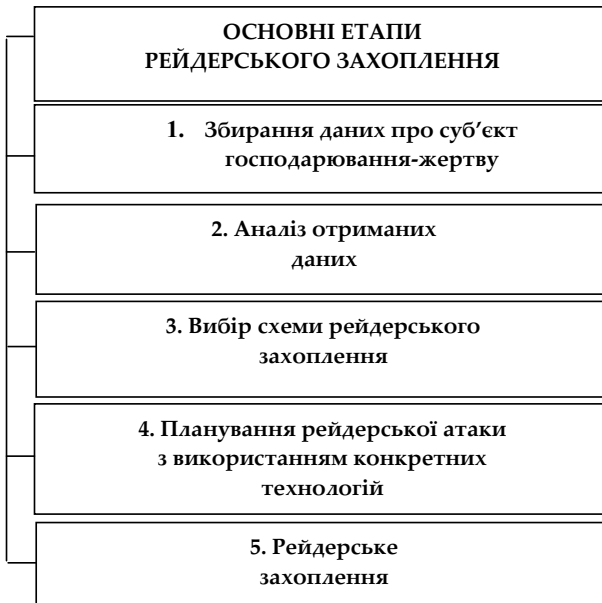 ОСНОВНІ ЕТАПИ
РЕЙДЕРСЬКОГО ЗАХОПЛЕННЯ
1. Збирання даних про суб’єкт
господарювання-жертву
2. Аналіз отриманих
даних
3. Вибір схеми рейдерського
захоплення
4. Планування рейдерської атаки
з використанням конкретних
технологій
5. Рейдерське
захоплення